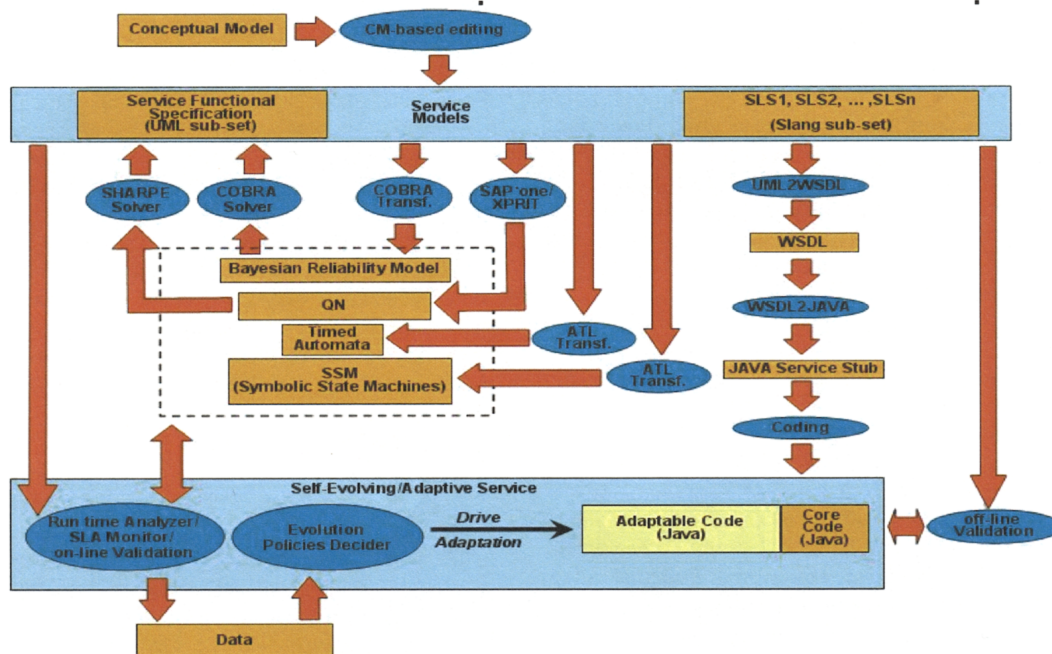 Conceptual Model
CM-based editing
Service Functional
Specification
(UML sub-set)
Service
Models
SLS1, SLS2, ... ,SLSn
(Slang sub-set)
SHARPE
Solver
COBRA
Solver
COBRA
Transf.
SAP·one/
XPRIT
UML2WSDL
Bayesian Reliability Model
WSDL
QN
WSDL2JAVA
Timed
Automata
ATL
Transf.
SSM
(Symbolic State Machines)
ATL
Transf.
JAVA Service Stub
Coding
Self-Evolving/Adaptive Service
Run time Analyzer/
SLA Monitor/
on-line Validation
Evolution
Policies Decider
Drive
Adaptation
Adaptable Code
(Java)
Core
Code
(Java)
off-line
Validation
Data